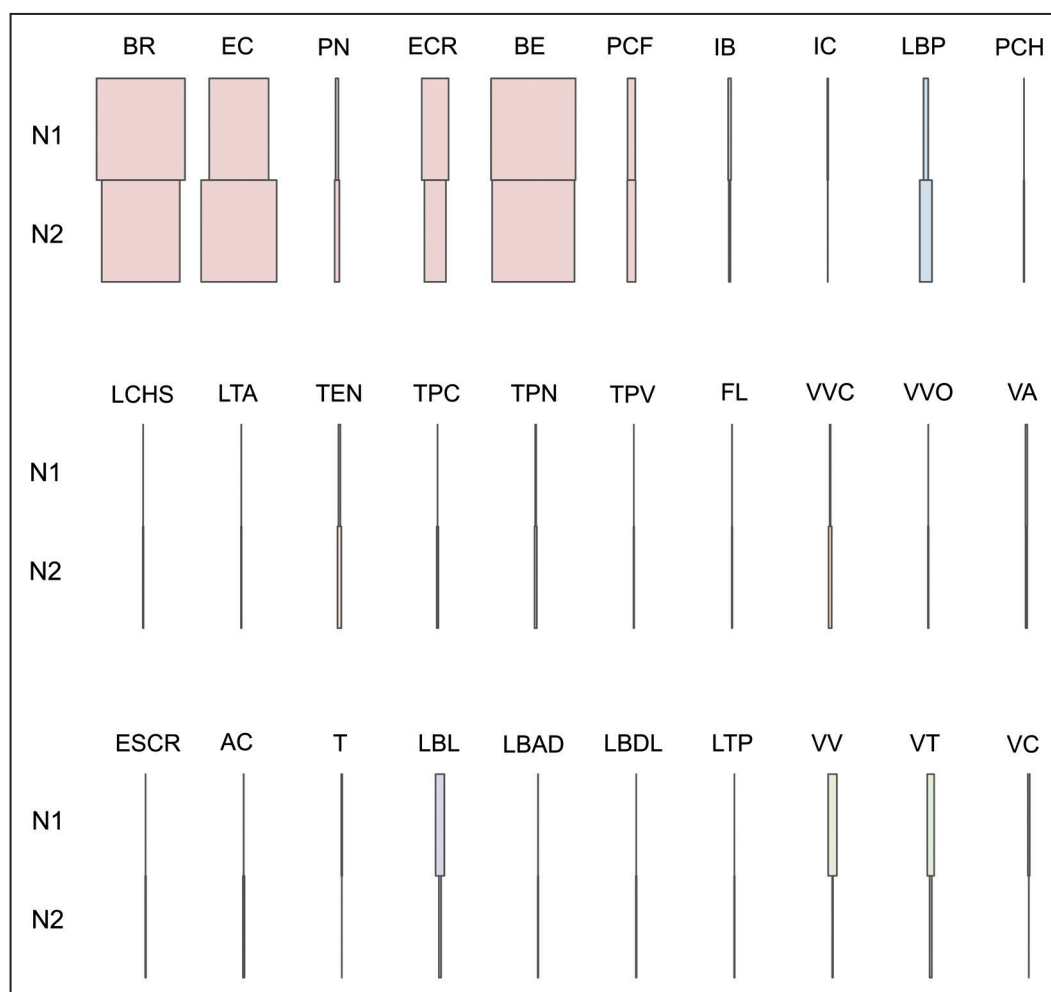 BR EC PN ECR BE PCF IB IC LBP PCH
N1
N2
LCHS LTA TEN TPC TPN TPV FL VVC VVO VA
N1
N2
ESCR AC T LBL LBAD LBDL LTP VV VT VC
N1
N2